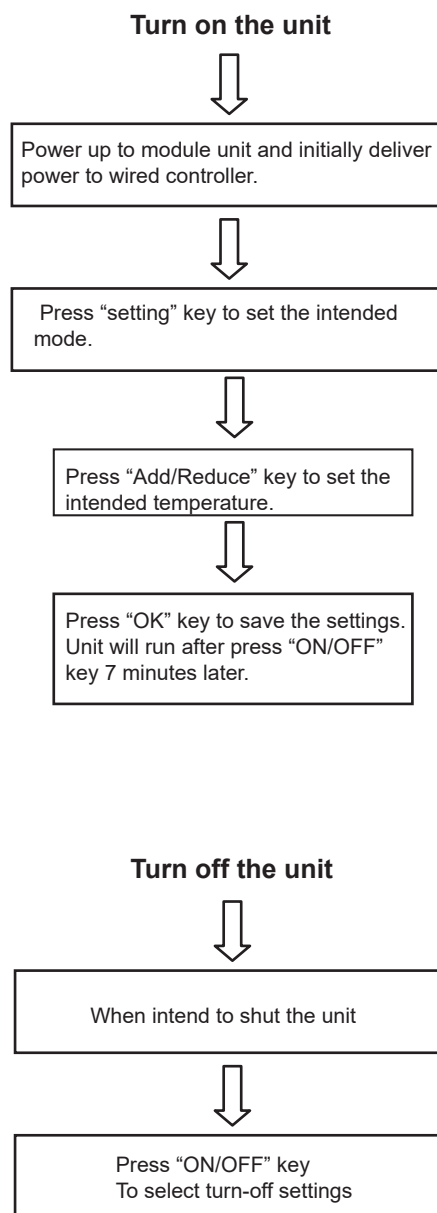 Turn on the unit
Power up to module unit and initially deliver
power to wired controller.
Press “setting” key to set the intended
mode.
Press “Add/Reduce” key to set the
intended temperature.
Press “OK” key to save the settings.
Unit will run after press “ON/OFF”
key 7 minutes later.
Turn off the unit
When intend to shut the unit
Press “ON/OFF” key
To select turn-off settings